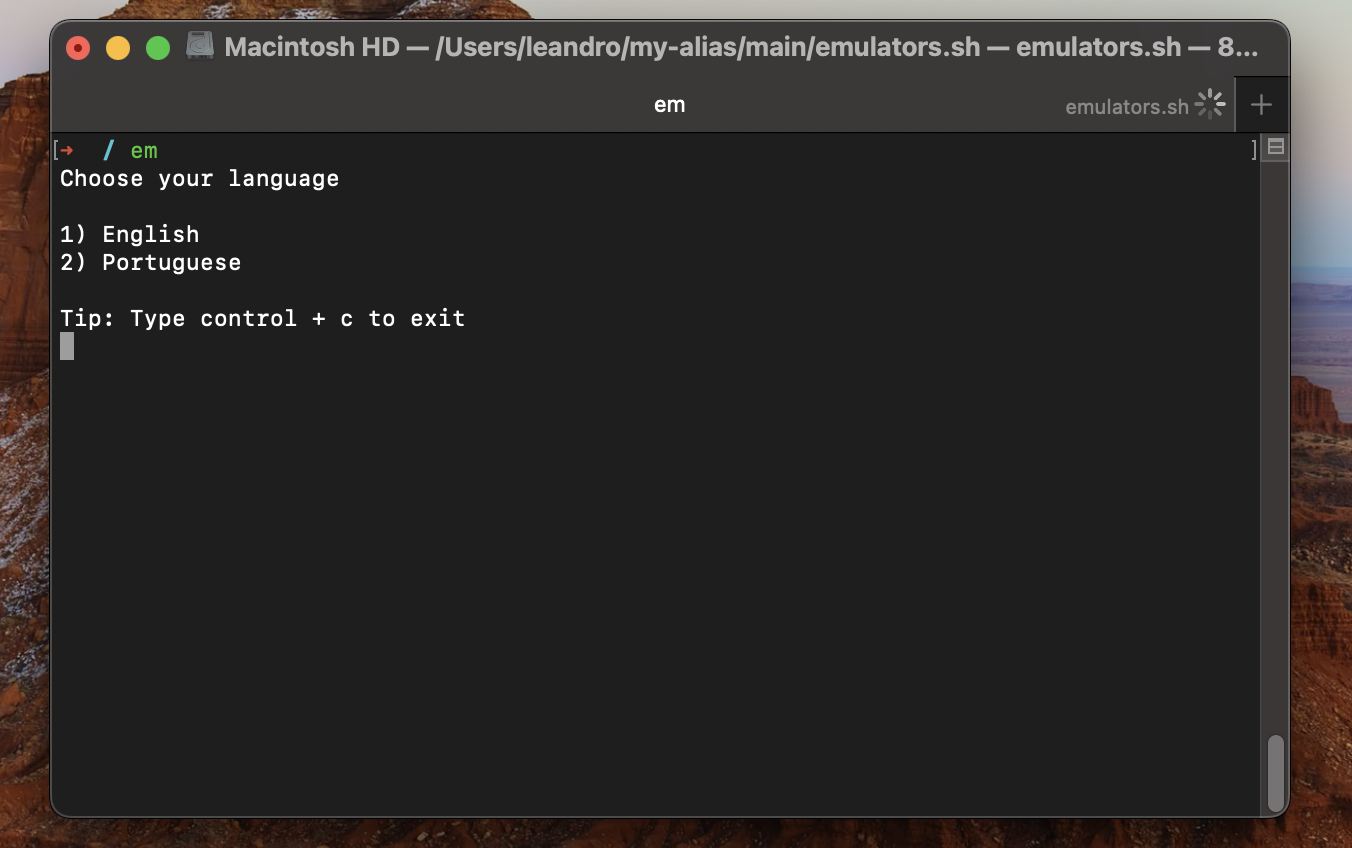 Macintosh HD — /Users/leandro/my-alias/main/emulators.sh — emulators.sh — 8...
em
emulators.sh
[➜ / em ]
Choose your language
1) English
2) Portuguese
Tip: Type control + c to exit